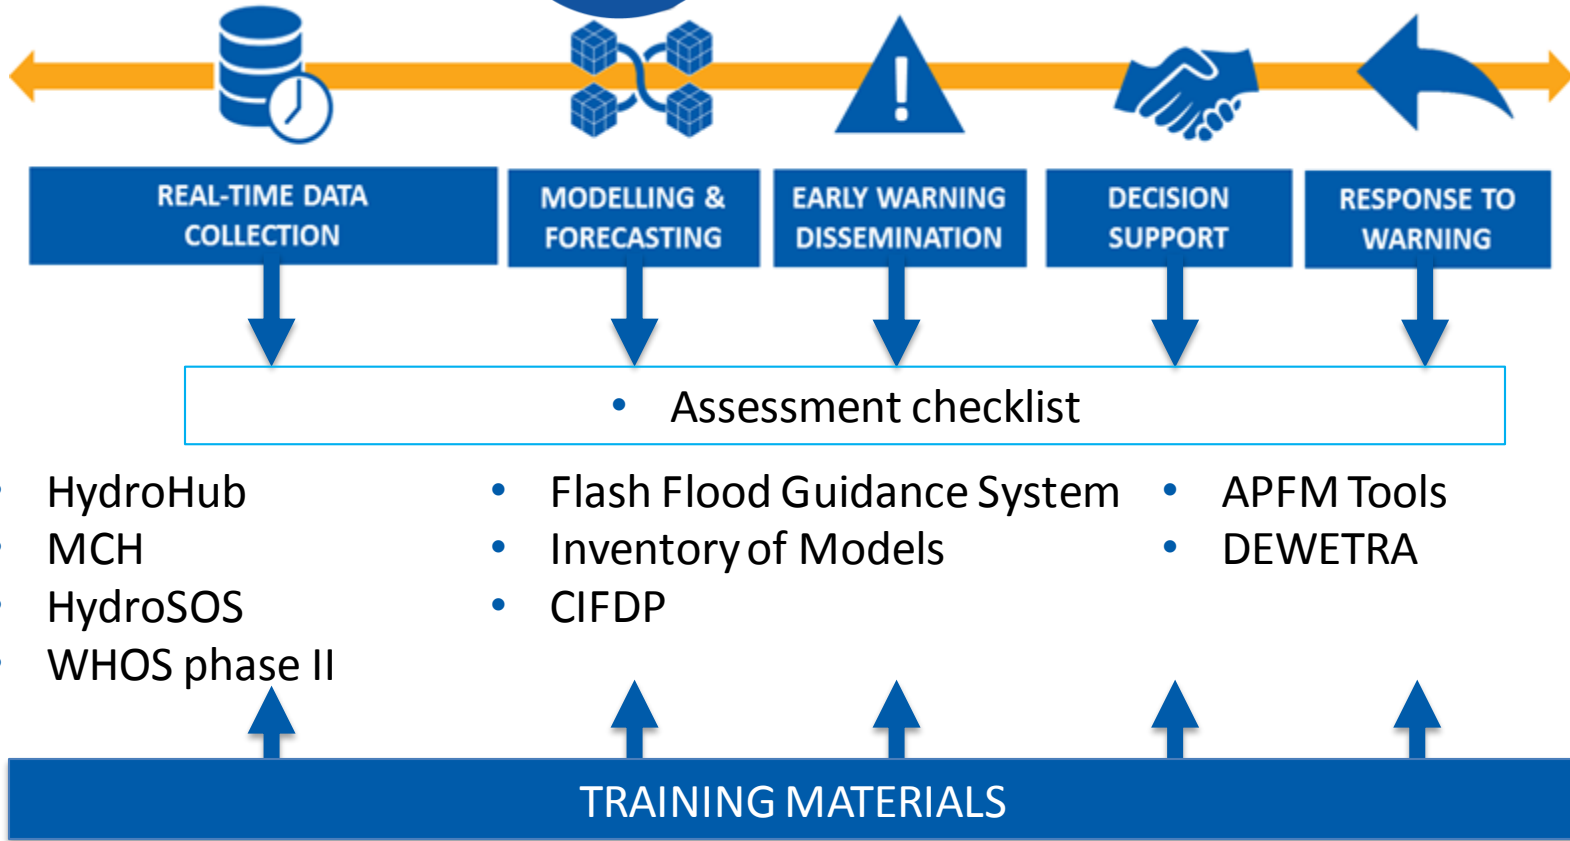 REAL-TIME DATA
COLLECTION
MODELLING &
FORECASTING
EARLY WARNING
DISSEMINATION
DECISION
SUPPORT
RESPONSE TO
WARNING
• Assessment checklist
• HydroHub
• MCH
• HydroSOS
• WHOS phase II
• Flash Flood Guidance System
• Inventory of Models
• CIFDP
• APFM Tools
• DEWETRA
TRAINING MATERIALS